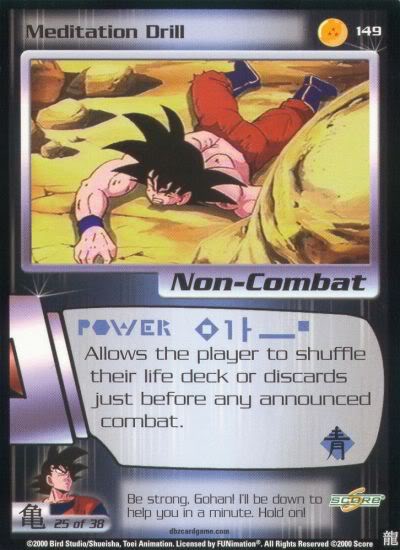 Meditation Drill
149
Non-Combat
POWER
Allows the player to shuffle
their life deck or discards
just before any announced
combat.
青
亀
25 of 38
Be strong, Gohan! I'll be down to
help you in a minute. Hold on!
SCORE
dbzcardgame.com
©2000 Bird Studio/Shueisha, Toei Animation. Licensed by FUNimation®. All Rights Reserved ©2000 Score
龍